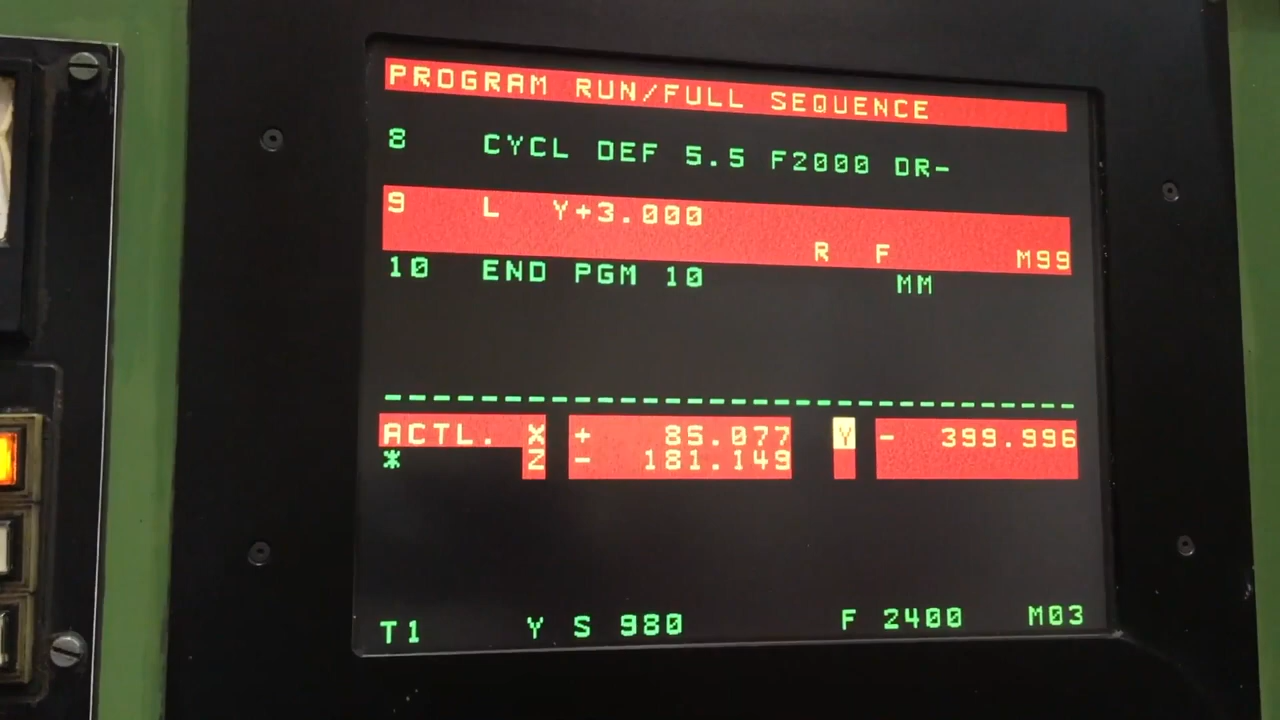 PROGRAM RUN/FULL SEQUENCE
8 CYCL DEF 5.5 F2000 DR-
9 L Y+3.000
R F M99
10 END PGM 10 MM
ACTL. X + 85.077 Y - 399.996
* Z - 181.149
T1 Y S 980 F 2400 M03